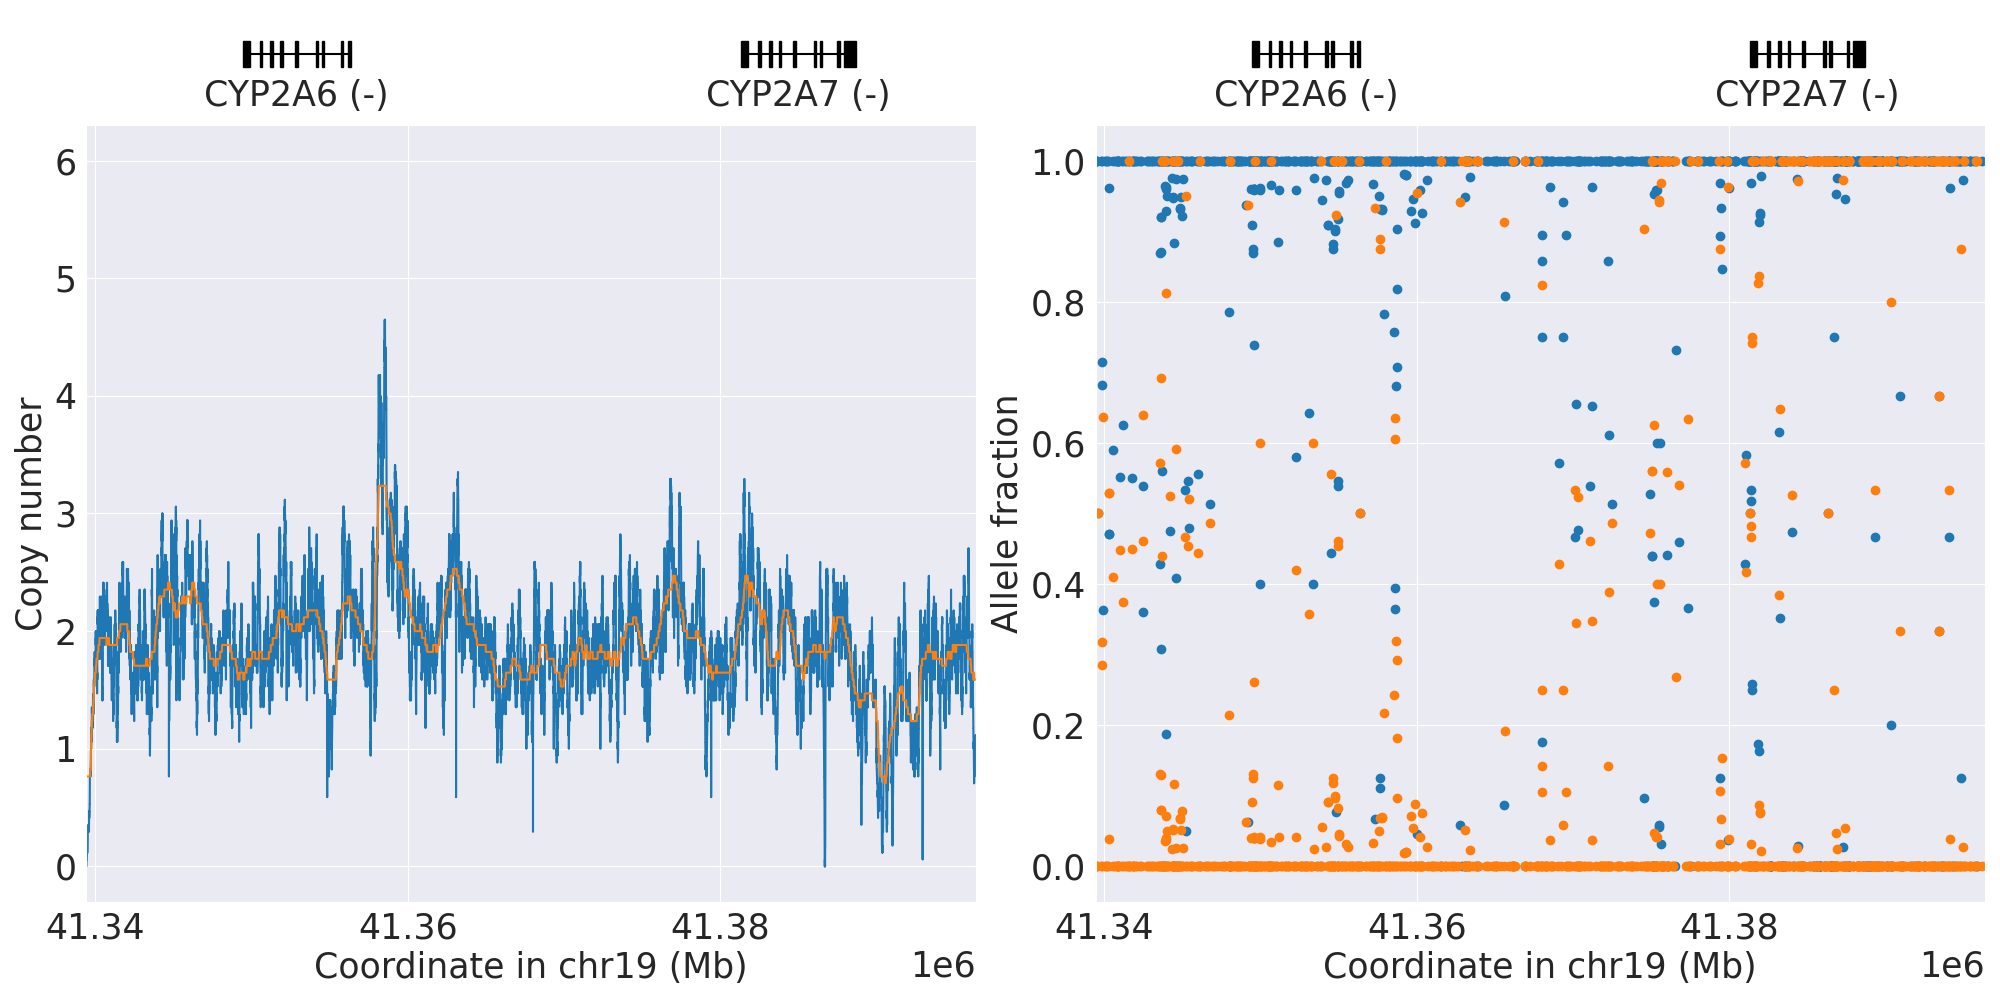 CYP2A6 (-)
CYP2A7 (-)
6
5
4
3
2
1
0
Copy number
41.34
41.36
41.38
Coordinate in chr19 (Mb)
1e6
CYP2A6 (-)
CYP2A7 (-)
1.0
0.8
0.6
0.4
0.2
0.0
Allele fraction
41.34
41.36
41.38
Coordinate in chr19 (Mb)
1e6